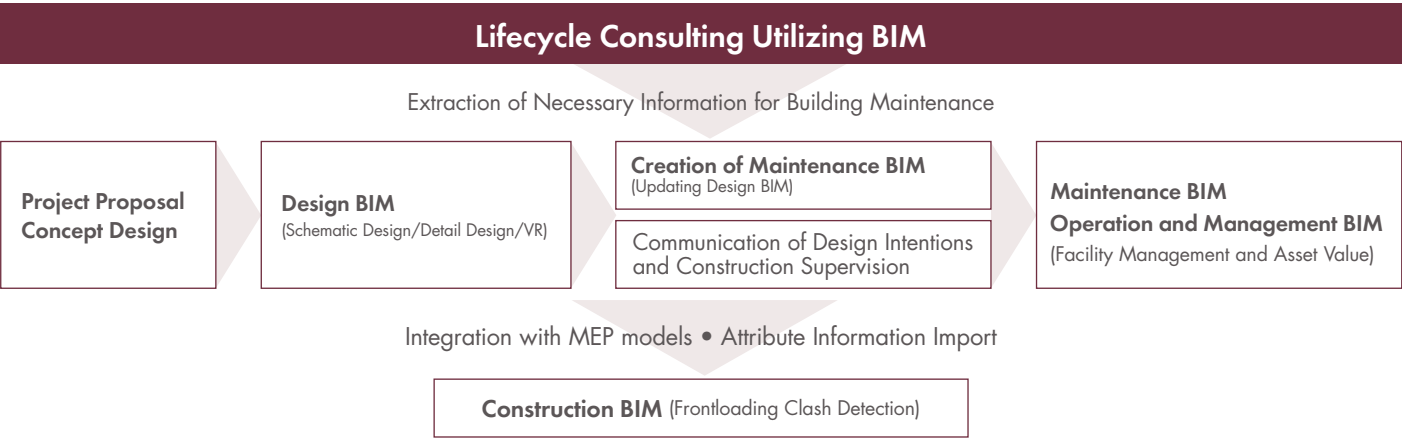 Lifecycle Consulting Utilizing BIM
Extraction of Necessary Information for Building Maintenance
Project Proposal
Concept Design
Design BIM
(Schematic Design/Detail Design/VR)
Creation of Maintenance BIM
(Updating Design BIM)
Communication of Design Intentions
and Construction Supervision
Maintenance BIM
Operation and Management BIM
(Facility Management and Asset Value)
Integration with MEP models • Attribute Information Import
Construction BIM (Frontloading Clash Detection)